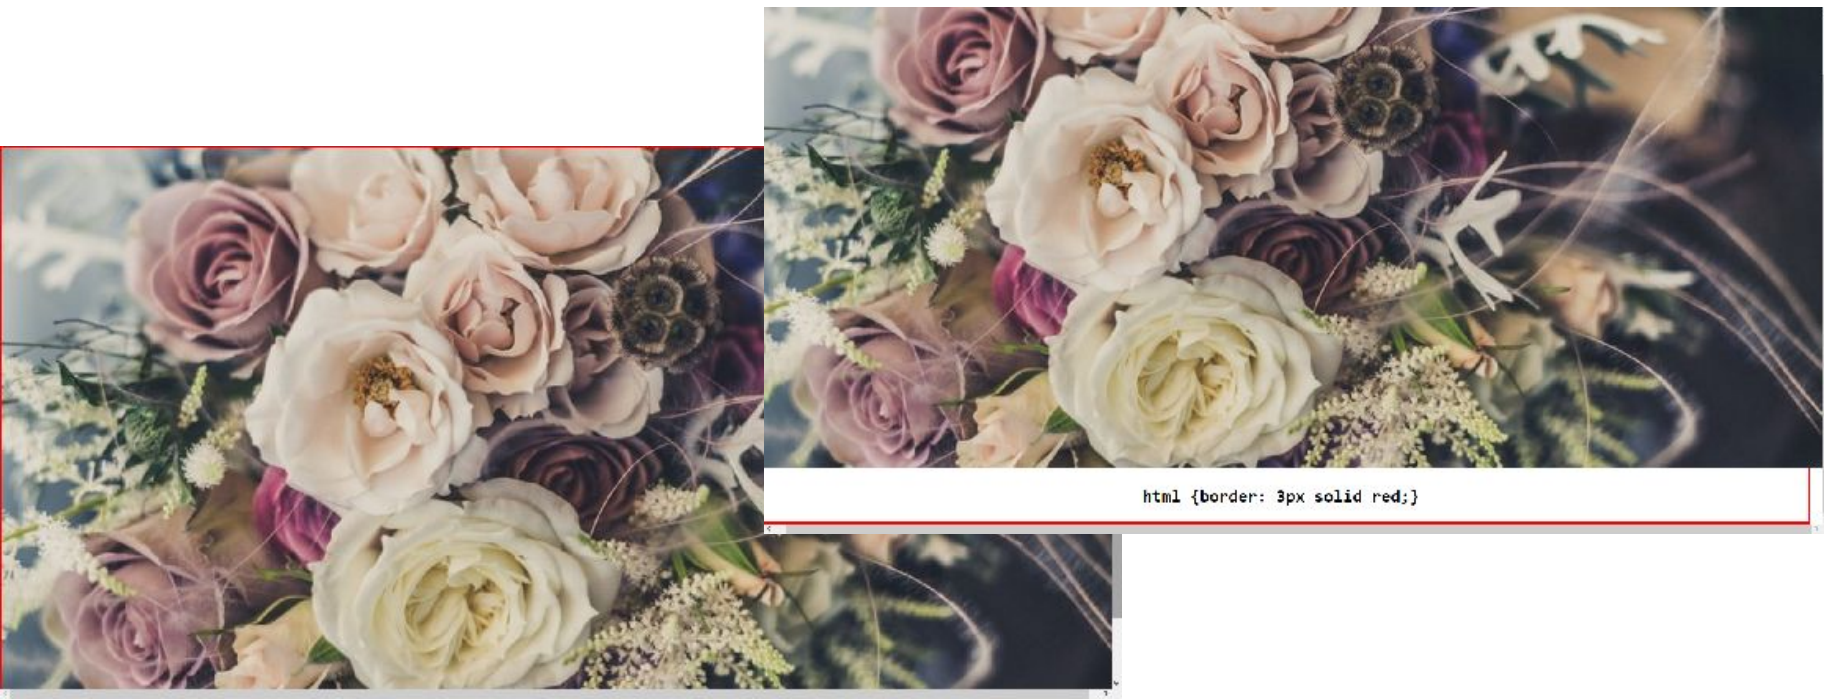 html {border: 3px solid red;}